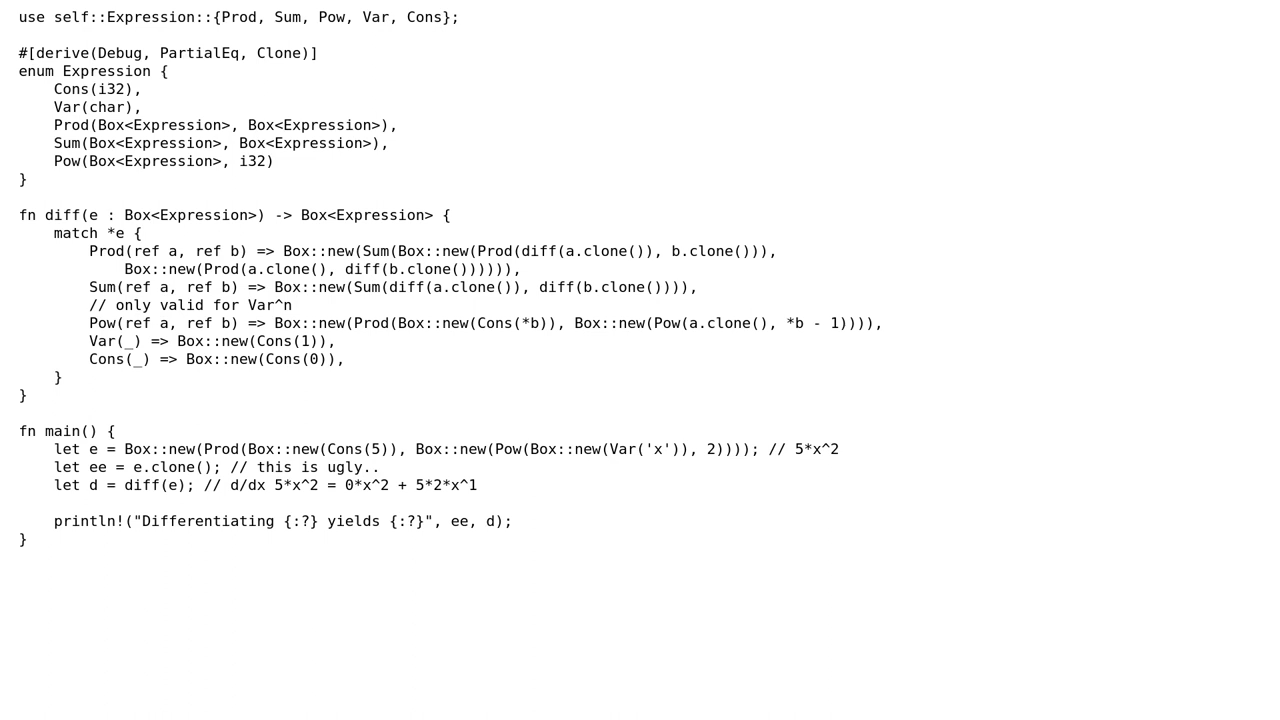 use self::Expression::{Prod, Sum, Pow, Var, Cons};

#[derive(Debug, PartialEq, Clone)]
enum Expression {
    Cons(i32),
    Var(char),
    Prod(Box<Expression>, Box<Expression>),
    Sum(Box<Expression>, Box<Expression>),
    Pow(Box<Expression>, i32)
}

fn diff(e : Box<Expression>) -> Box<Expression> {
    match *e {
        Prod(ref a, ref b) => Box::new(Sum(Box::new(Prod(diff(a.clone()), b.clone())),
            Box::new(Prod(a.clone(), diff(b.clone()))))),
        Sum(ref a, ref b) => Box::new(Sum(diff(a.clone()), diff(b.clone()))),
        // only valid for Var^n
        Pow(ref a, ref b) => Box::new(Prod(Box::new(Cons(*b)), Box::new(Pow(a.clone(), *b - 1)))),
        Var(_) => Box::new(Cons(1)),
        Cons(_) => Box::new(Cons(0)),
    }
}

fn main() {
    let e = Box::new(Prod(Box::new(Cons(5)), Box::new(Pow(Box::new(Var('x')), 2)))); // 5*x^2
    let ee = e.clone(); // this is ugly..
    let d = diff(e); // d/dx 5*x^2 = 0*x^2 + 5*2*x^1

    println!("Differentiating {:?} yields {:?}", ee, d);
}